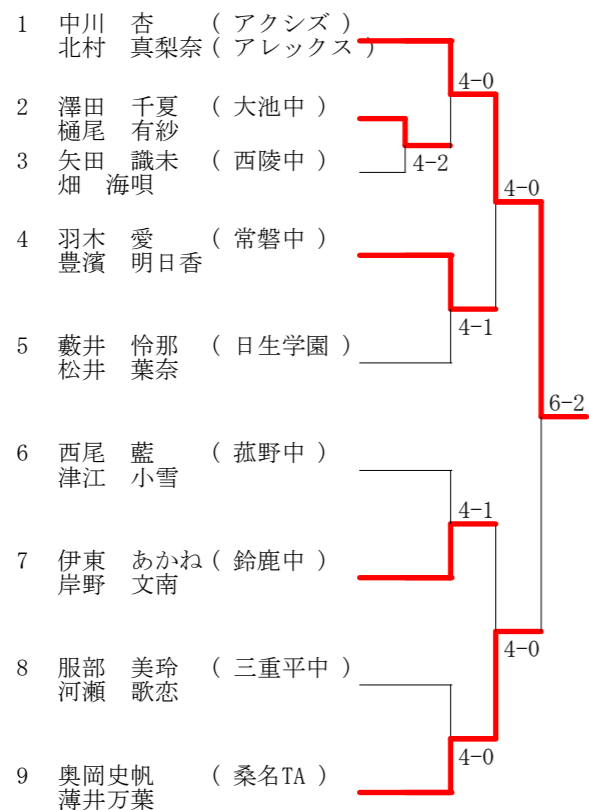 1 中川 杏 ( アクシズ )
北村 真梨奈 ( アレックス )
4-0
2 澤田 千夏 ( 大池中 )
樋尾 有紗
3 矢田 識未 ( 西陵中 )
4-2
畑 海唄
4-0
4 羽木 愛 ( 常磐中 )
豊濱 明日香
4-1
5 藪井 怜那 ( 日生学園 )
松井 葉奈
6-2
6 西尾 藍 ( 菰野中 )
津江 小雪
4-1
7 伊東 あかね ( 鈴鹿中 )
岸野 文南
4-0
8 服部 美玲 ( 三重平中 )
河瀬 歌恋
4-0
9 奥岡史帆 ( 桑名TA )
薄井万葉